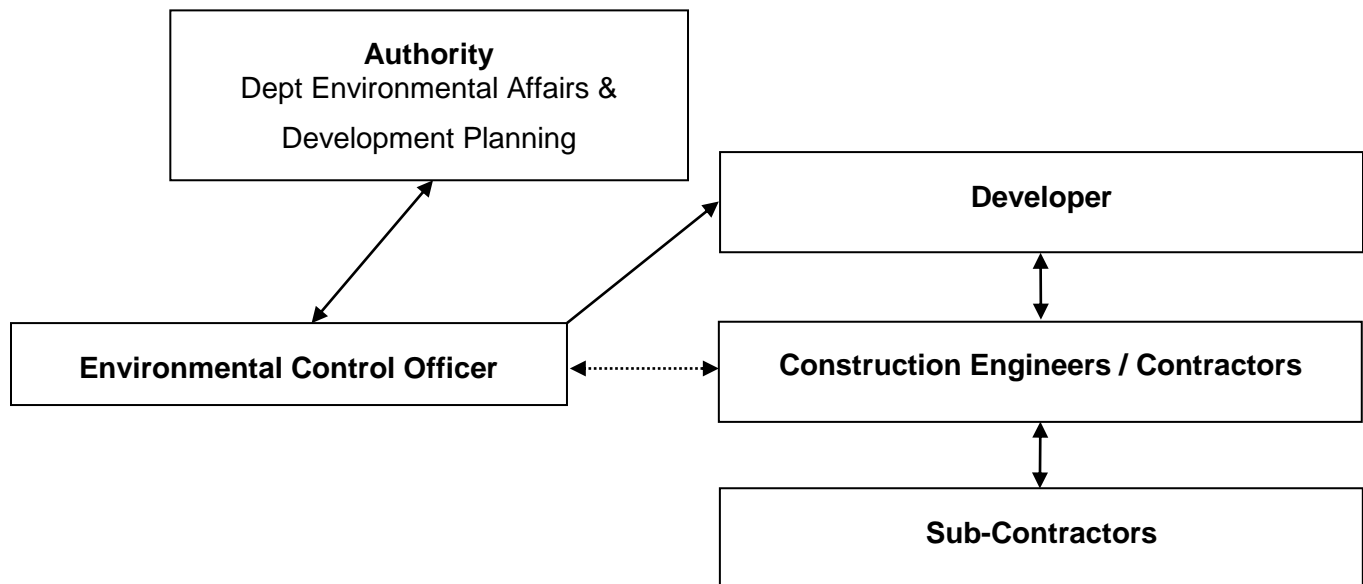 Authority
Dept Environmental Affairs &
Development Planning
Developer
Environmental Control Officer
Construction Engineers / Contractors
Sub-Contractors